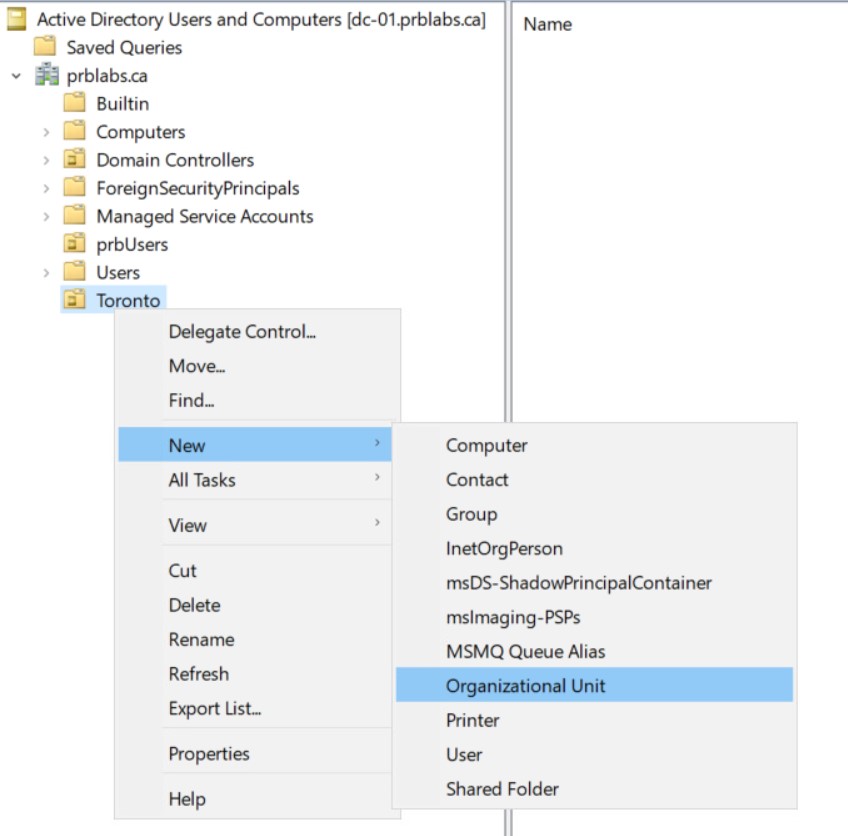 Active Directory Users and Computers [dc-01.prblabs.ca]
Name
Saved Queries
prblabs.ca
Builtin
Computers
Domain Controllers
ForeignSecurityPrincipals
Managed Service Accounts
prbUsers
Users
Toronto
Delegate Control...
Move...
Find...
New
All Tasks
View
Cut
Delete
Rename
Refresh
Export List...
Properties
Help
Computer
Contact
Group
InetOrgPerson
msDS-ShadowPrincipalContainer
msImaging-PSPs
MSMQ Queue Alias
Organizational Unit
Printer
User
Shared Folder